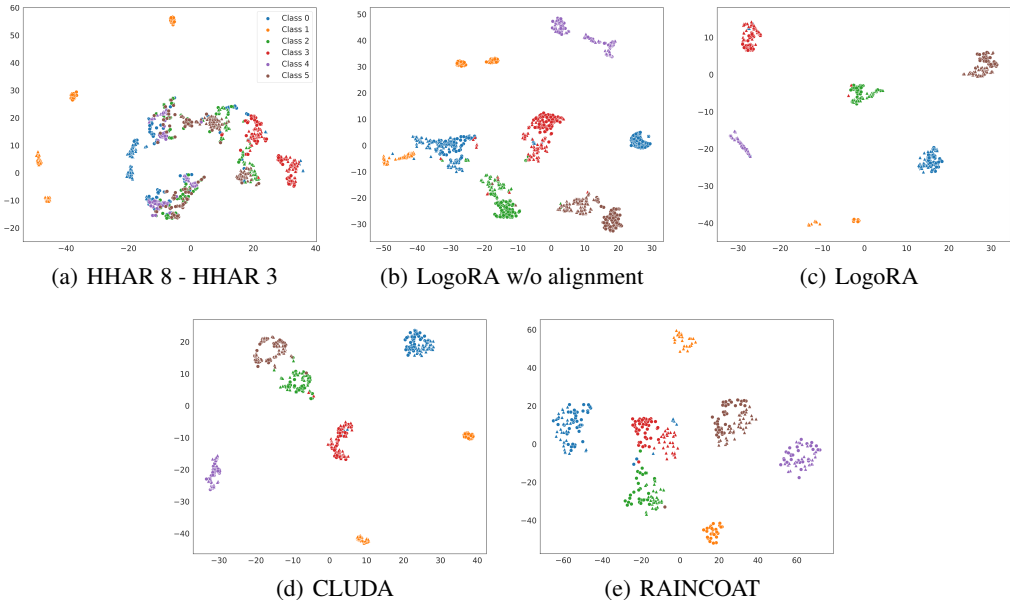 60
50
40
30
20
10
0
−10
−20
−40 −20 0 20 40
Class 0
Class 1
Class 2
Class 3
Class 4
Class 5
(a) HHAR 8 - HHAR 3
50
40
30
20
10
0
−10
−20
−30
−50 −40 −30 −20 −10 0 10 20 30
(b) LogoRA w/o alignment
10
0
−10
−20
−30
−40
−30 −20 −10 0 10 20 30
(c) LogoRA
20
10
0
−10
−20
−30
−40
−30 −20 −10 0 10 20 30 40
(d) CLUDA
60
40
20
0
−20
−40
−60 −40 −20 0 20 40 60
(e) RAINCOAT